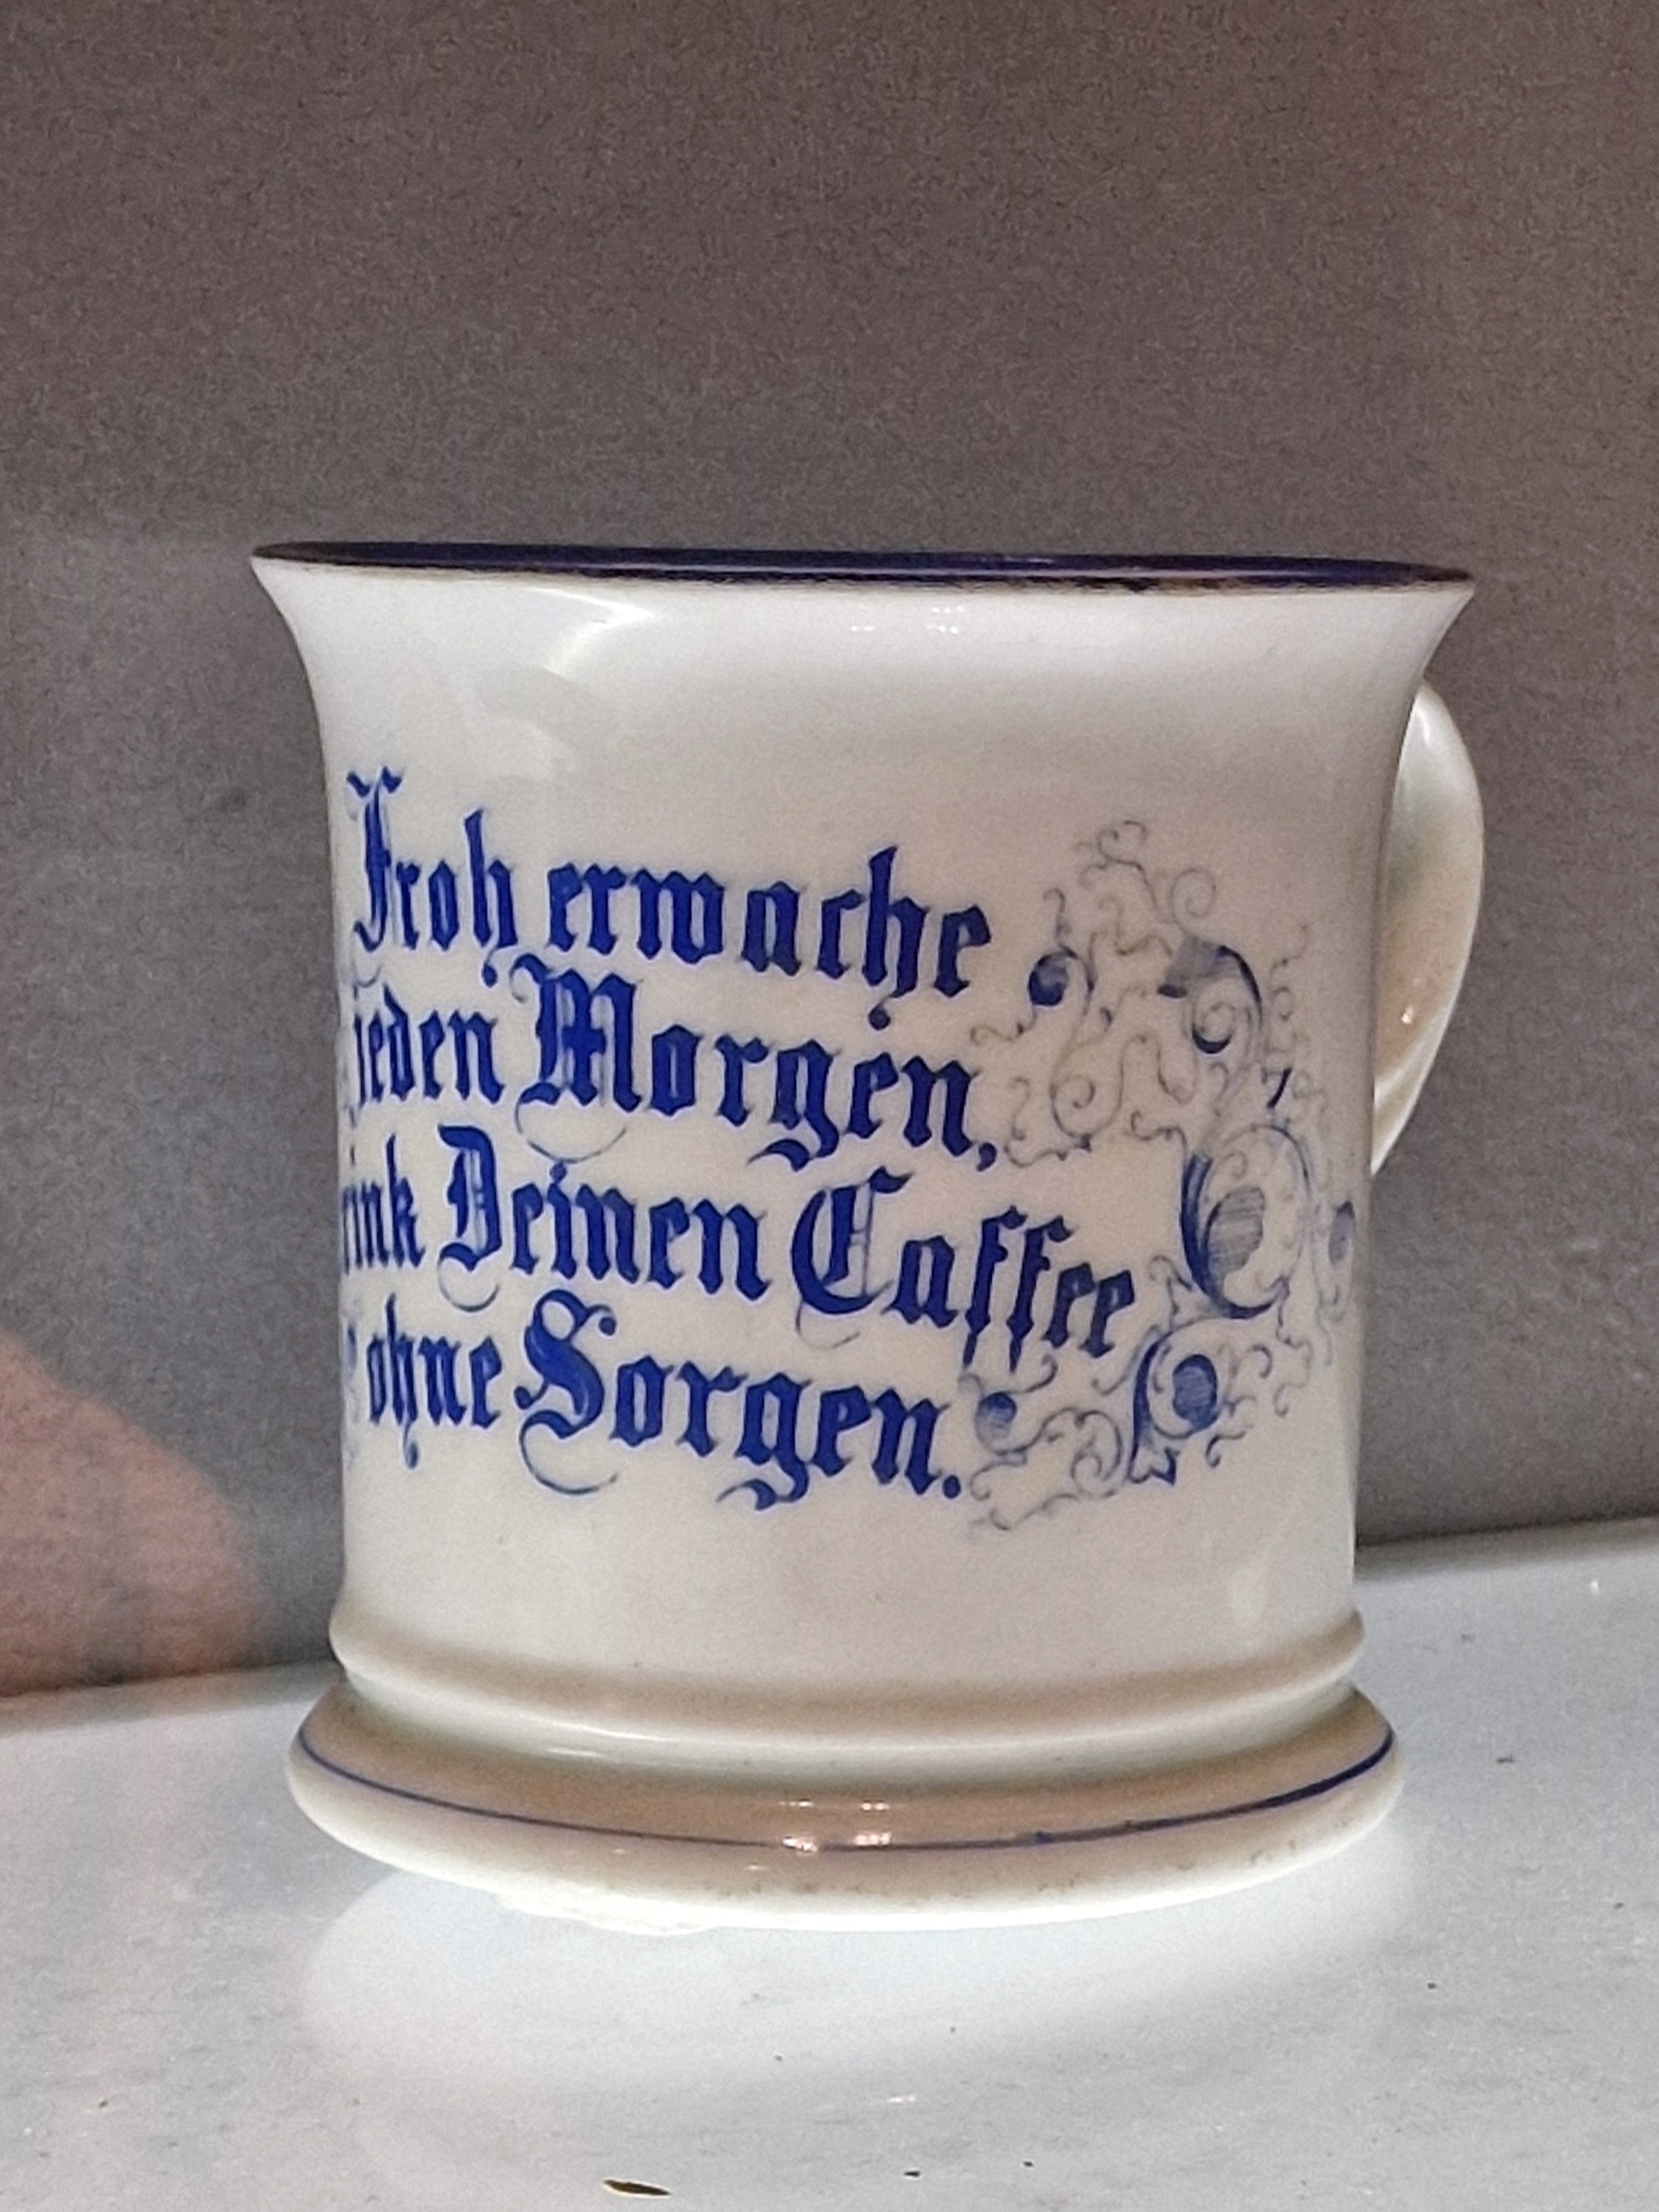 Froh erwache
jeden Morgen,
rink Deinen Caffee
ohne Sorgen.